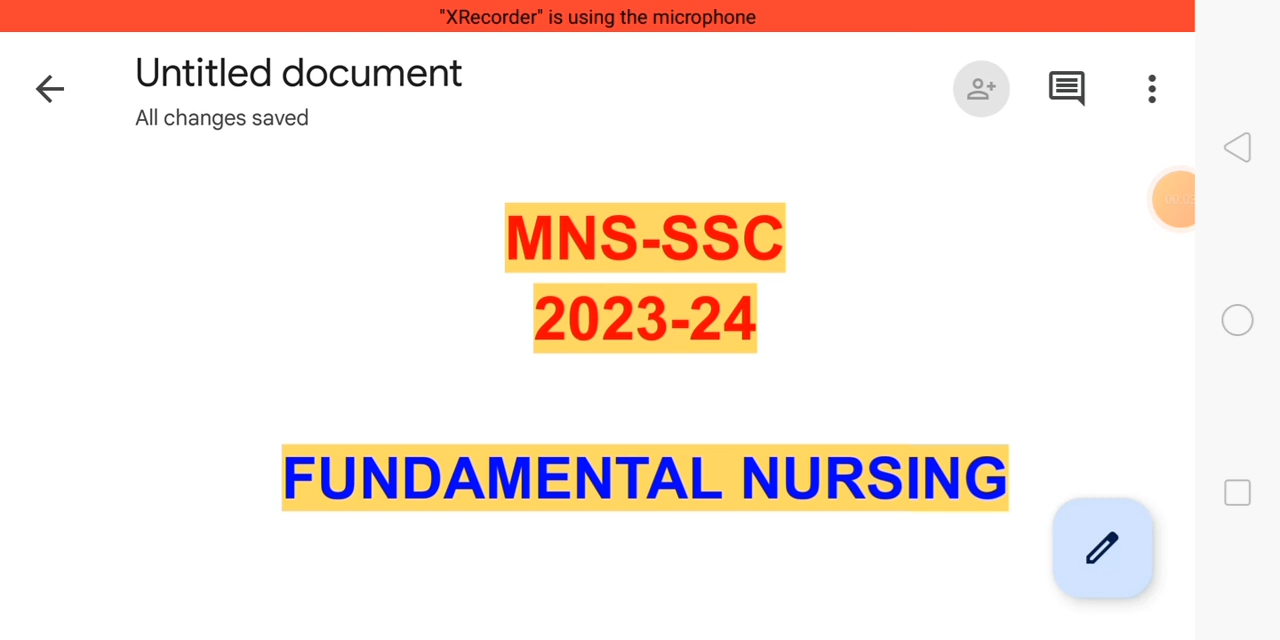 "XRecorder" is using the microphone
Untitled document
All changes saved
MNS-SSC
2023-24
FUNDAMENTAL NURSING